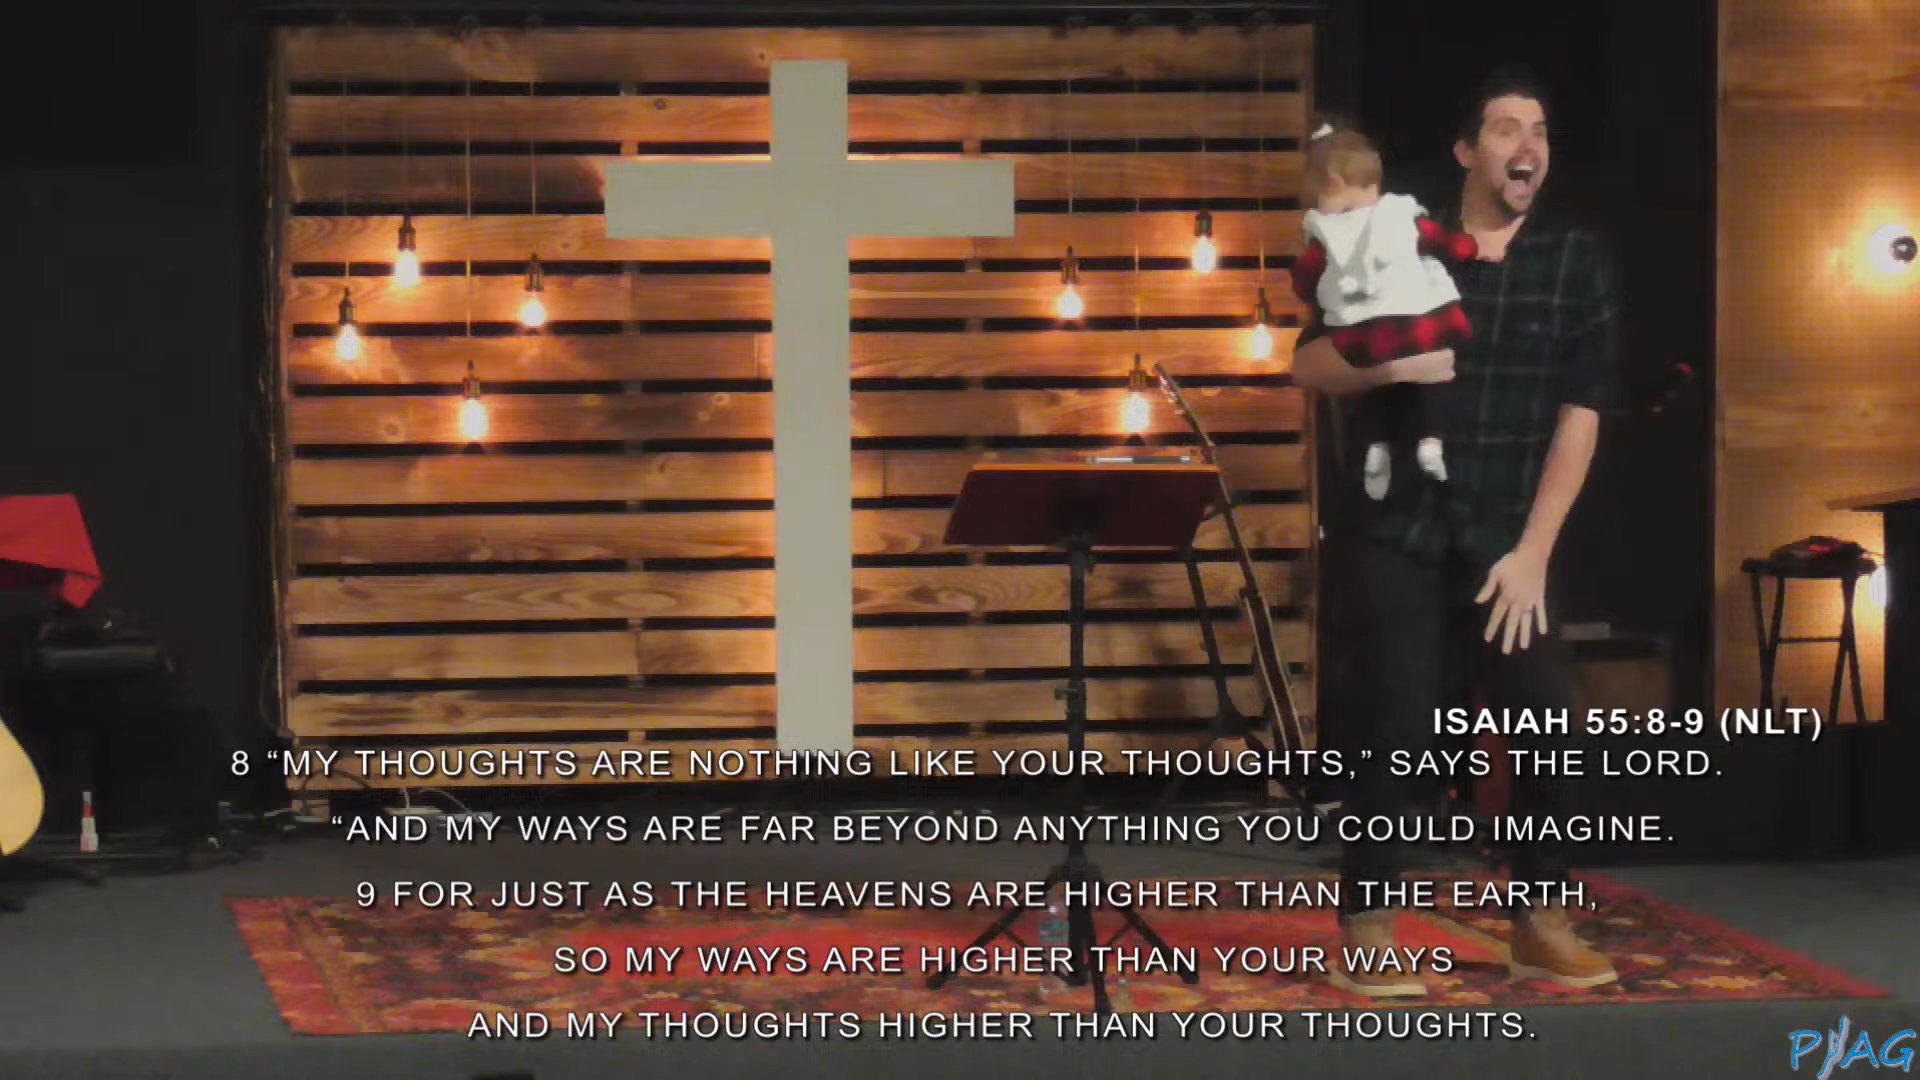 ISAIAH 55:8-9 (NLT)
8 “MY THOUGHTS ARE NOTHING LIKE YOUR THOUGHTS,” SAYS THE LORD.
“AND MY WAYS ARE FAR BEYOND ANYTHING YOU COULD IMAGINE.
9 FOR JUST AS THE HEAVENS ARE HIGHER THAN THE EARTH,
SO MY WAYS ARE HIGHER THAN YOUR WAYS
AND MY THOUGHTS HIGHER THAN YOUR THOUGHTS.